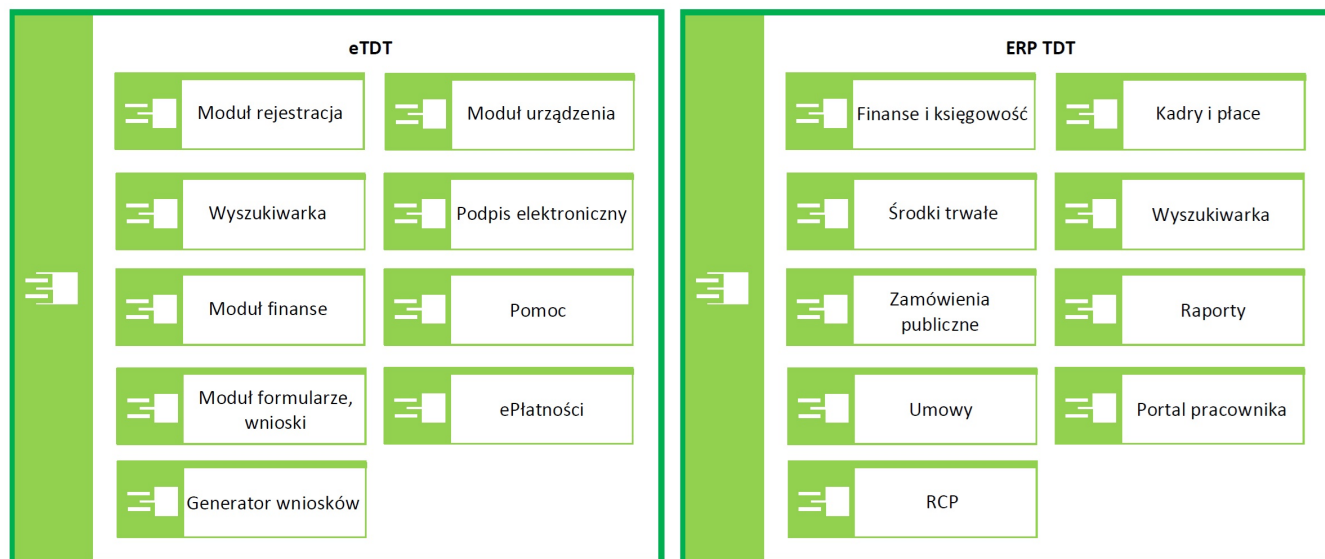 eTDT
Moduł rejestracja
Moduł urządzenia
Wyszukiwarka
Podpis elektroniczny
Moduł finanse
Pomoc
Moduł formularze,
wnioski
ePłatności
Generator wniosków
ERP TDT
Finanse i księgowość
Kadry i płace
Środki trwałe
Wyszukiwarka
Zamówienia
publiczne
Raporty
Umowy
Portal pracownika
RCP